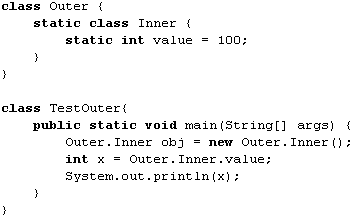 class Outer {
    static class Inner {
        static int value = 100;
    }
}

class TestOuter{
    public static void main(String[] args) {
        Outer.Inner obj = new Outer.Inner();
        int x = Outer.Inner.value;
        System.out.println(x);
    }
}